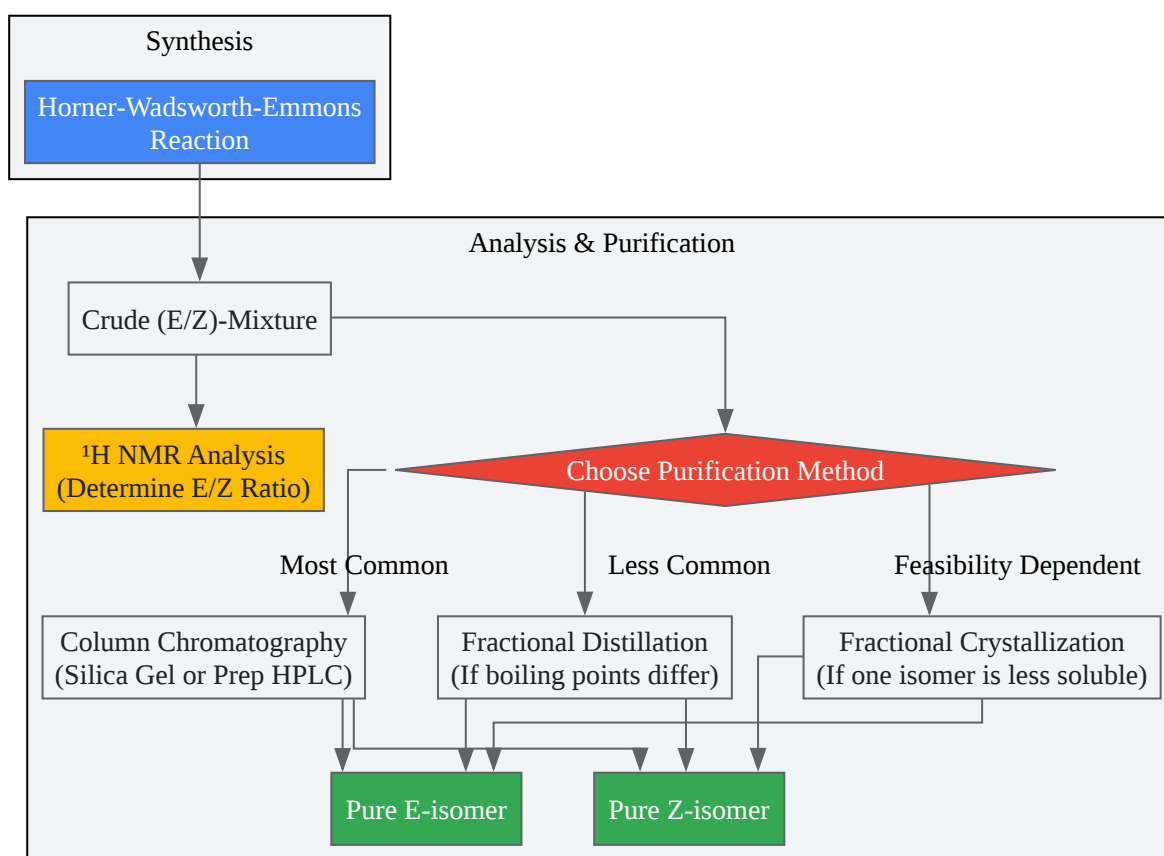 Synthesis
Horner-Wadsworth-Emmons
Reaction
Analysis & Purification
Crude (E/Z)-Mixture
¹H NMR Analysis
(Determine E/Z Ratio)
Choose Purification Method
Most Common
Less Common
Feasibility Dependent
Column Chromatography
(Silica Gel or Prep HPLC)
Fractional Distillation
(If boiling points differ)
Fractional Crystallization
(If one isomer is less soluble)
Pure E-isomer
Pure Z-isomer